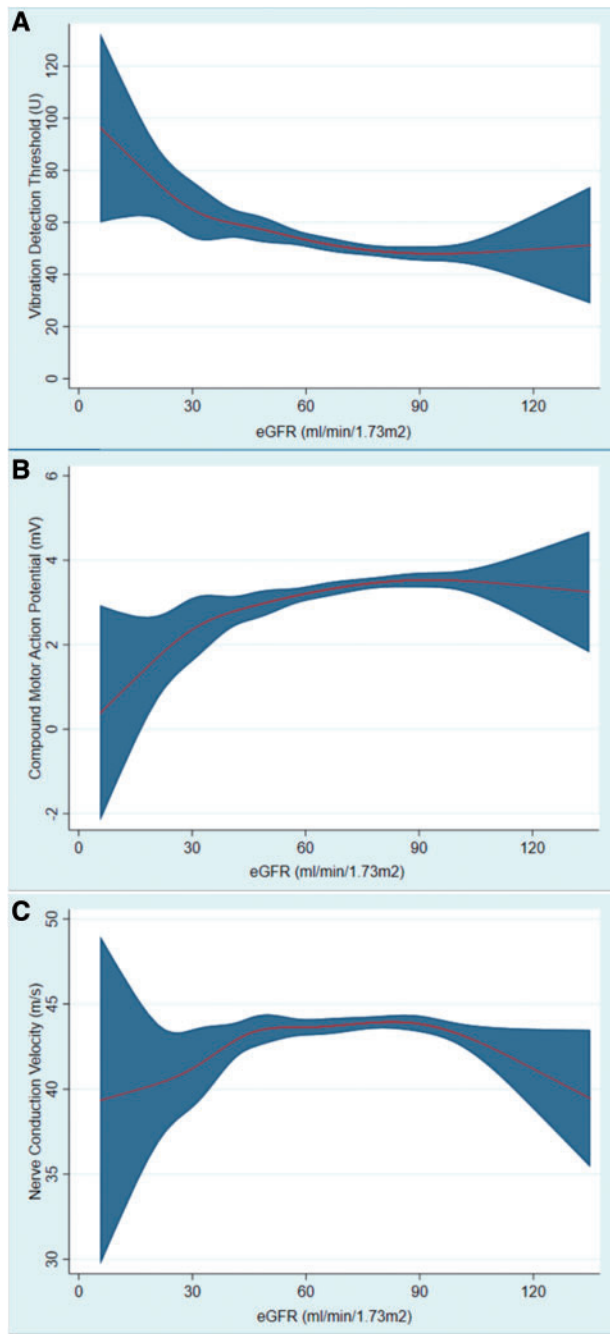 A
Vibration Detection Threshold (U)
120
100
80
60
40
20
0
0 30 60 90 120
eGFR (ml/min/1.73m2)
B
Compound Motor Action Potential (mV)
6
4
2
0
-2
0 30 60 90 120
eGFR (ml/min/1.73m2)
C
Nerve Conduction Velocity (m/s)
50
45
40
35
30
0 30 60 90 120
eGFR (ml/min/1.73m2)